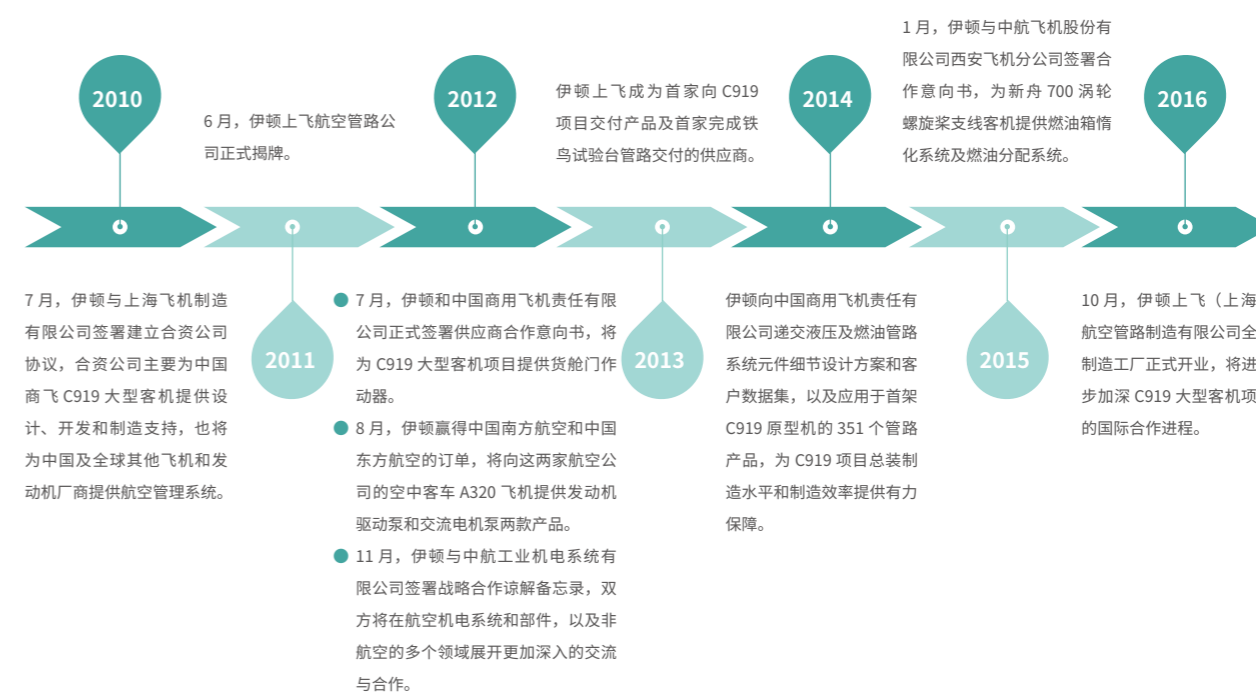 2010
7 月，伊顿与上海飞机制造
有限公司签署建立合资公司
协议，合资公司主要为中国
商飞 C919 大型客机提供设
计、开发和制造支持，也将
为中国及全球其他飞机和发
动机厂商提供航空管理系统。
6 月，伊顿上飞航空管路公
司正式揭牌。
2011
2012
7 月，伊顿和中国商用飞机责任有限
公司正式签署供应商合作意向书，将
为 C919 大型客机项目提供货舱门作
动器。
8 月，伊顿赢得中国南方航空和中国
东方航空的订单，将向这两家航空公
司的空中客车 A320 飞机提供发动机
驱动泵和交流电机泵两款产品。
11 月，伊顿与中航工业机电系统有
限公司签署战略合作谅解备忘录，双
方将在航空机电系统和部件，以及非
航空的多个领域展开更加深入的交流
与合作。
伊顿上飞成为首家向 C919
项目交付产品及首家完成铁
鸟试验台管路交付的供应商。
2013
2014
伊顿向中国商用飞机责任有
限公司递交液压及燃油管路
系统元件细节设计方案和客
户数据集，以及应用于首架
C919 原型机的 351 个管路
产品，为 C919 项目总装制
造水平和制造效率提供有力
保障。
1 月，伊顿与中航飞机股份有
限公司西安飞机分公司签署合
作意向书，为新舟 700 涡轮
螺旋桨支线客机提供燃油箱惰
化系统及燃油分配系统。
2015
2016
10 月，伊顿上飞（上海
航空管路制造有限公司全
制造工厂正式开业，将进
步加深 C919 大型客机项
的国际合作进程。